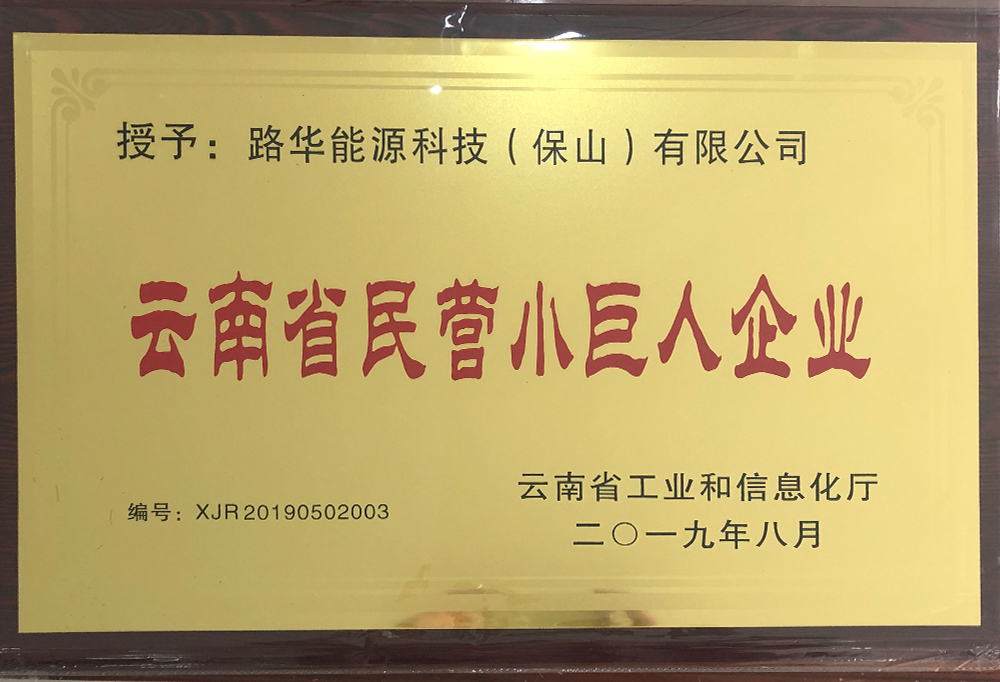 授予：路华能源科技（保山）有限公司
云南省民营小巨人企业
编号：XJR20190502003
云南省工业和信息化厅
二〇一九年八月